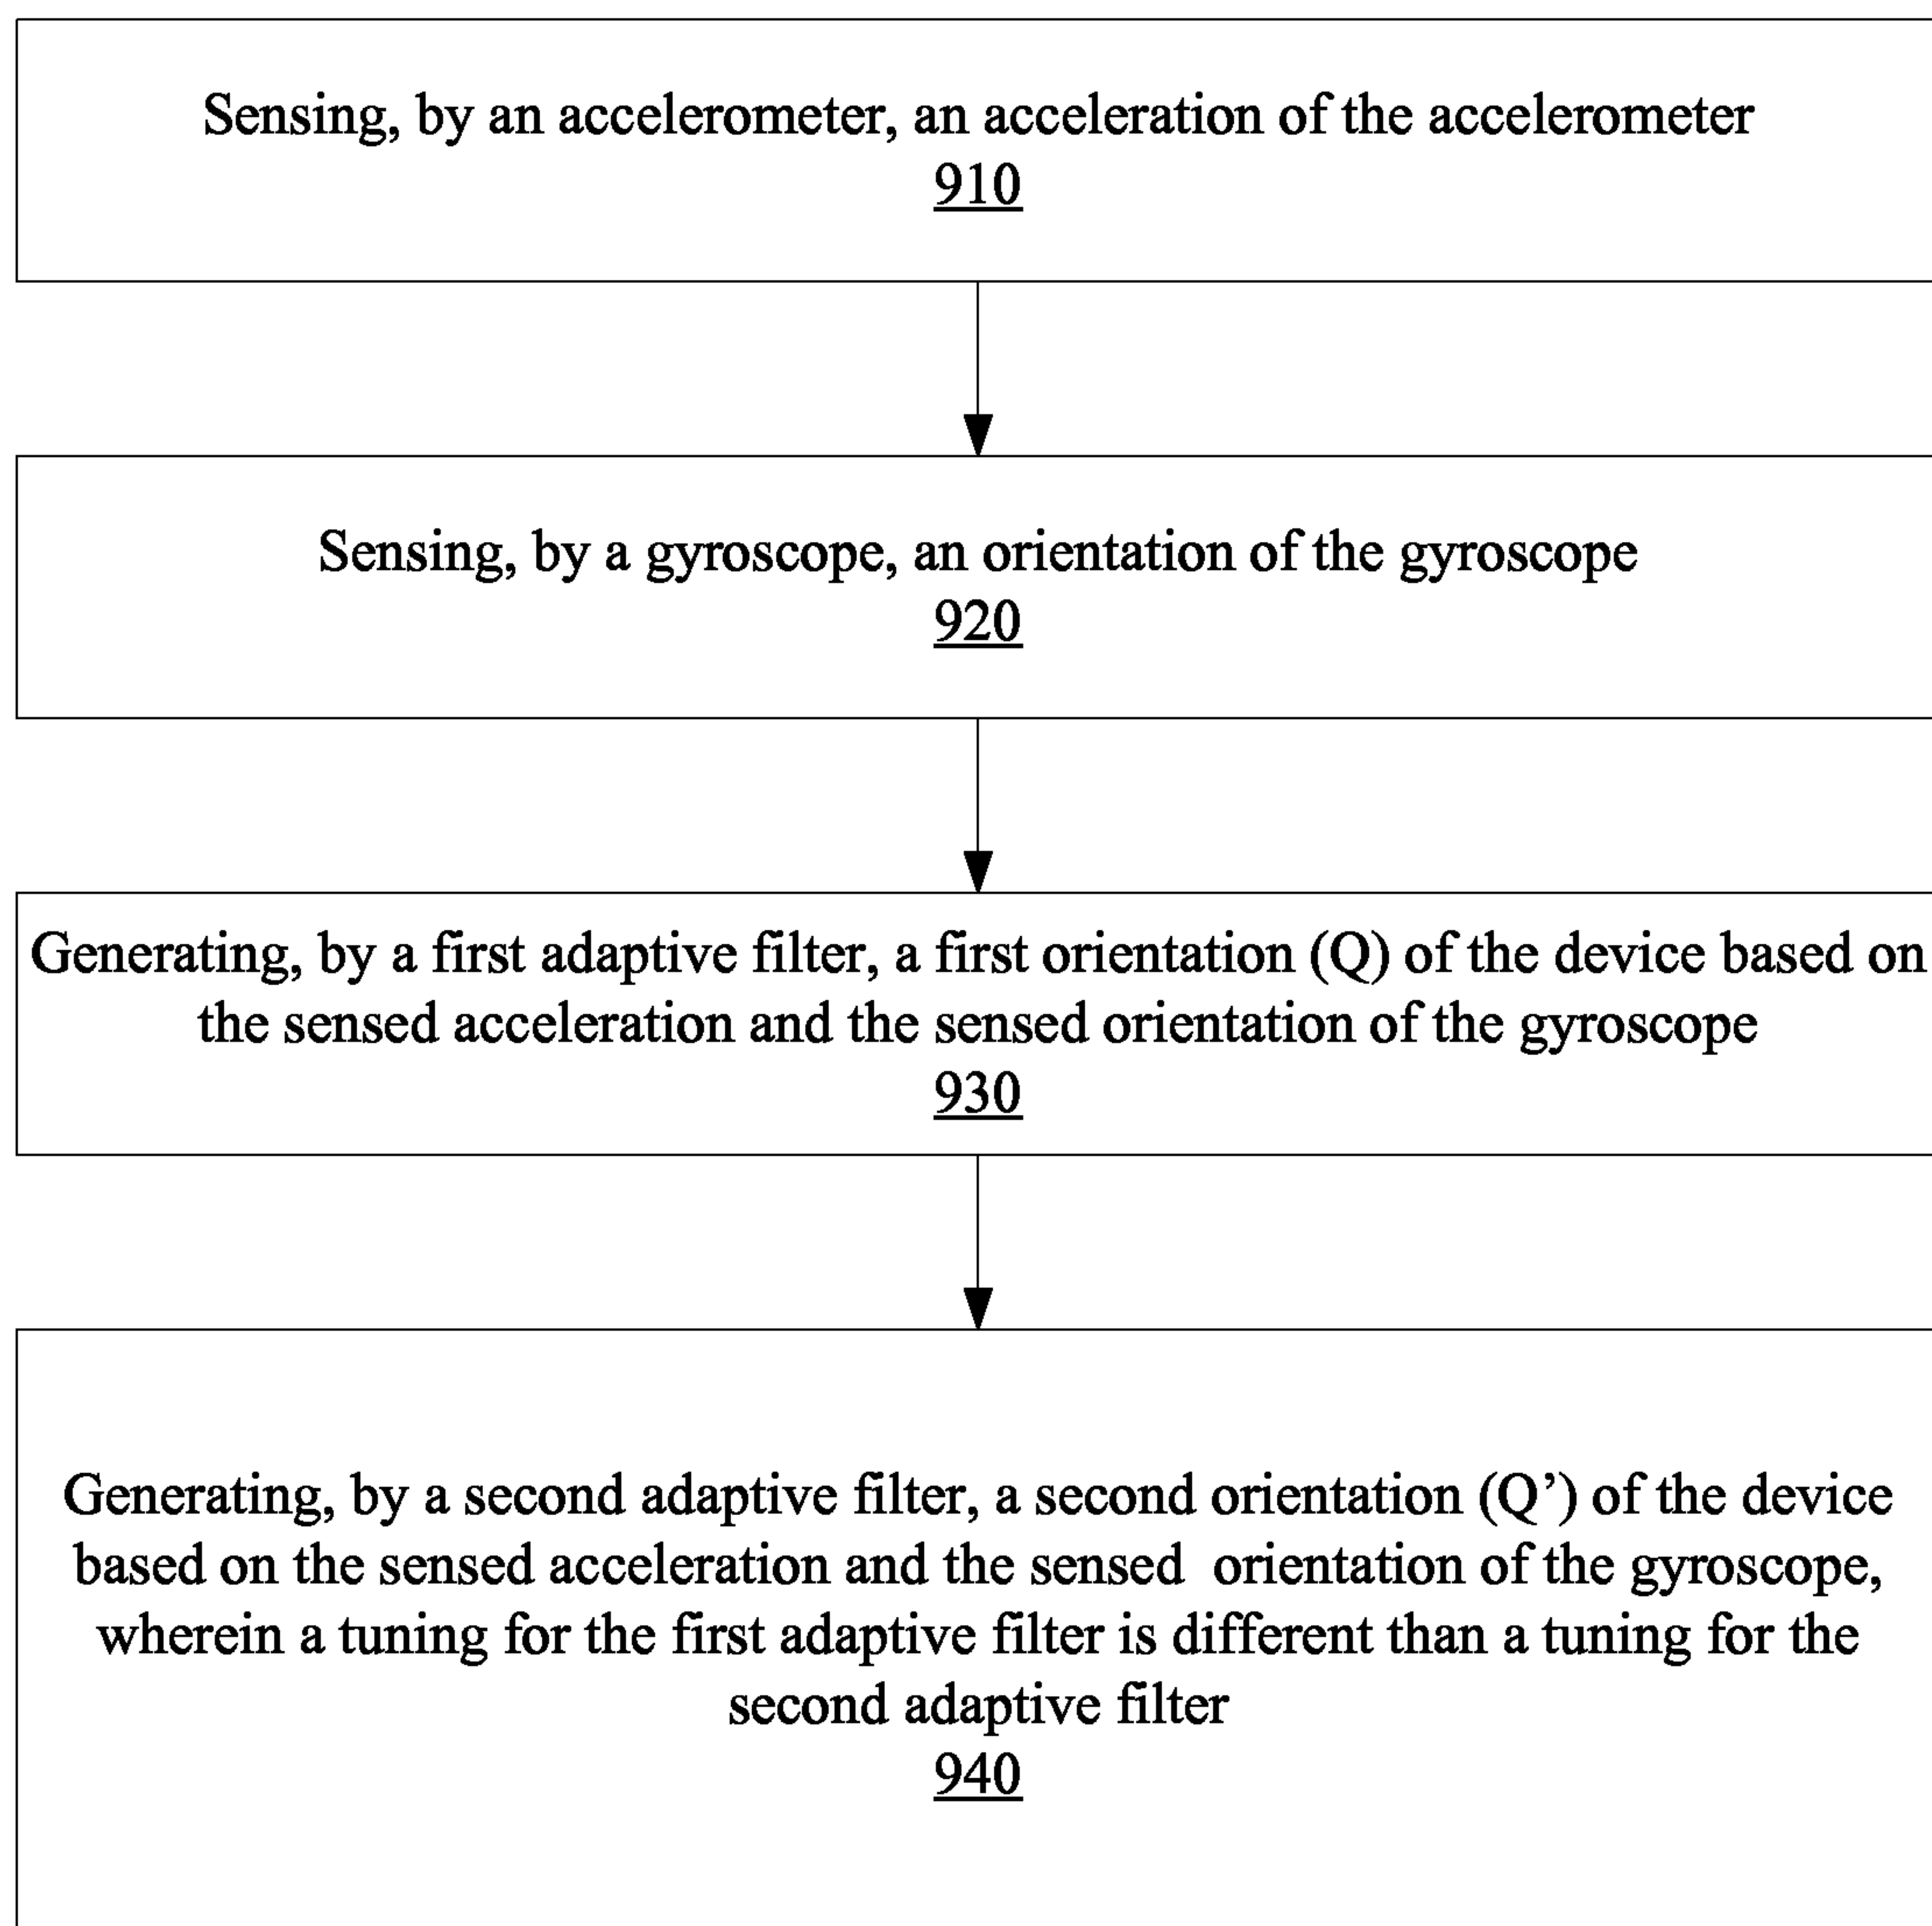 Sensing, by an accelerometer, an acceleration of the accelerometer
910
Sensing, by a gyroscope, an orientation of the gyroscope
920
Generating, by a first adaptive filter, a first orientation (Q) of the device based on
the sensed acceleration and the sensed orientation of the gyroscope
930
Generating, by a second adaptive filter, a second orientation (Q’) of the device
based on the sensed acceleration and the sensed  orientation of the gyroscope,
wherein a tuning for the first adaptive filter is different than a tuning for the
second adaptive filter
940